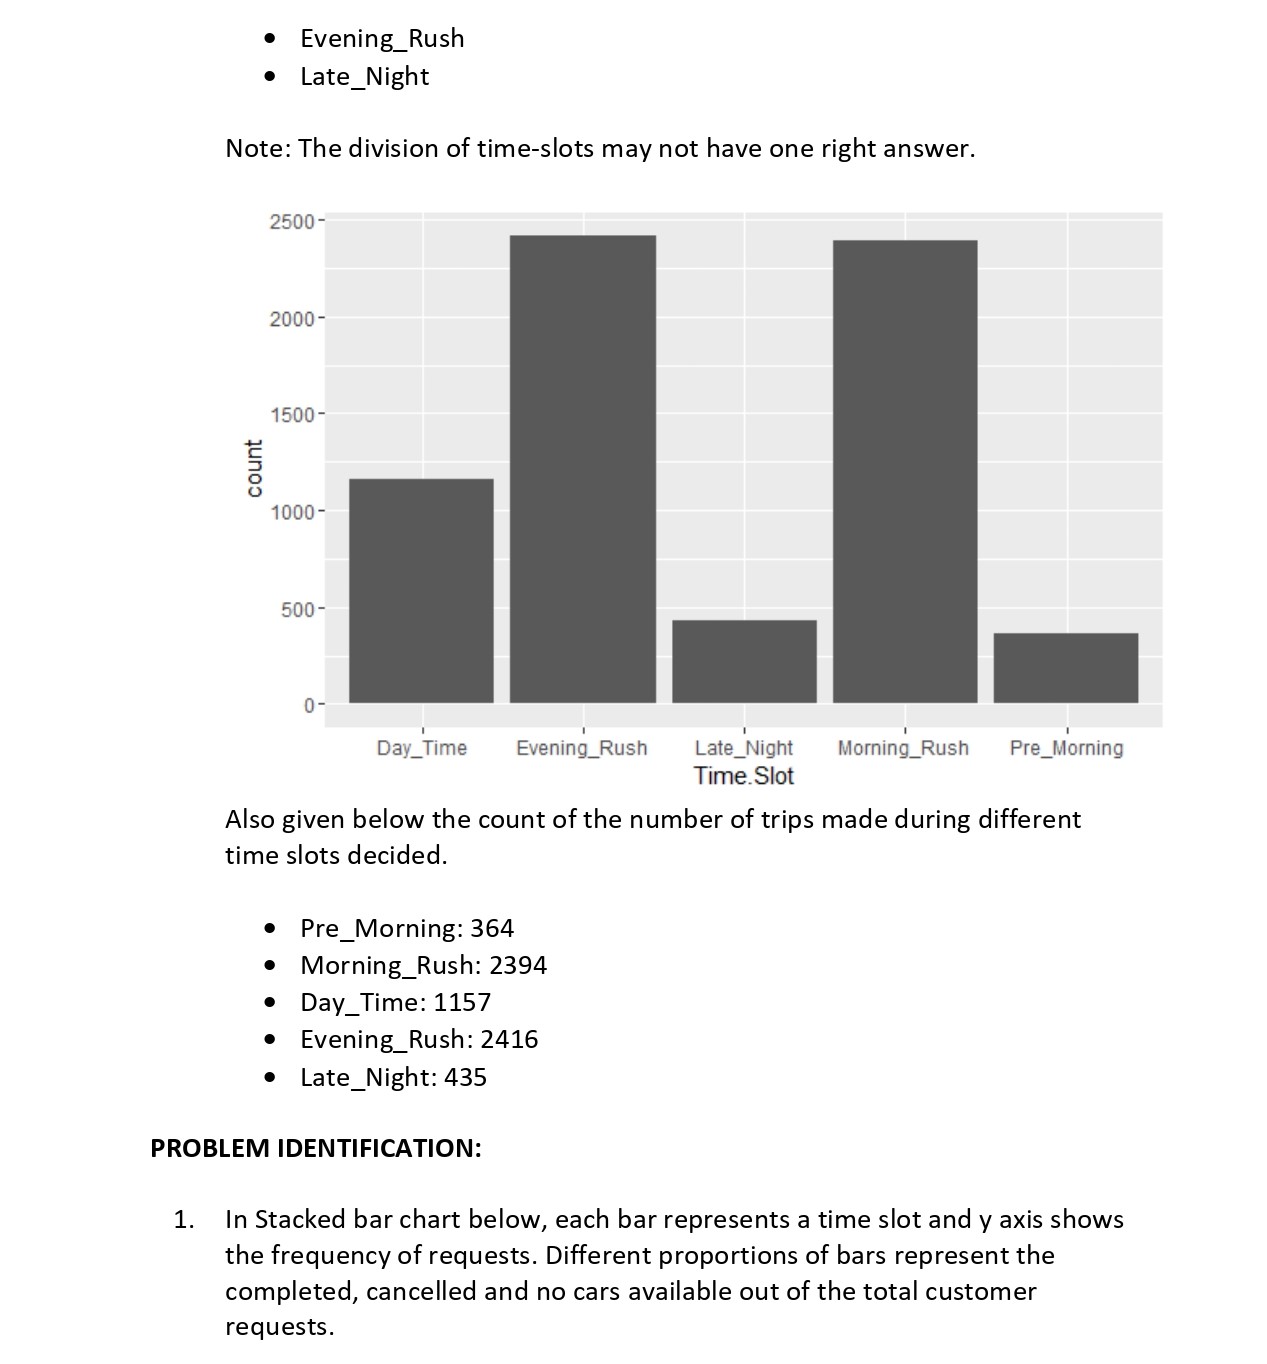 • Evening_Rush
• Late_Night
Note: The division of time-slots may not have one right answer.
2500
2000
1500
1000
500
0
count
Day_Time Evening_Rush Late_Night Morning_Rush Pre_Morning
Time.Slot
Also given below the count of the number of trips made during different
time slots decided.
• Pre_Morning: 364
• Morning_Rush: 2394
• Day_Time: 1157
• Evening_Rush: 2416
• Late_Night: 435
PROBLEM IDENTIFICATION:
1. In Stacked bar chart below, each bar represents a time slot and y axis shows
the frequency of requests. Different proportions of bars represent the
completed, cancelled and no cars available out of the total customer
requests.